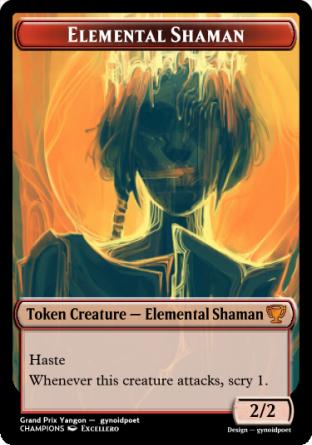 Elemental Shaman
Token Creature — Elemental Shaman
Haste
Whenever this creature attacks, scry 1.
2/2
Grand Prix Yangon — gynoidpoet
CHAMPIONS Excellero
Design – gynoidpoet